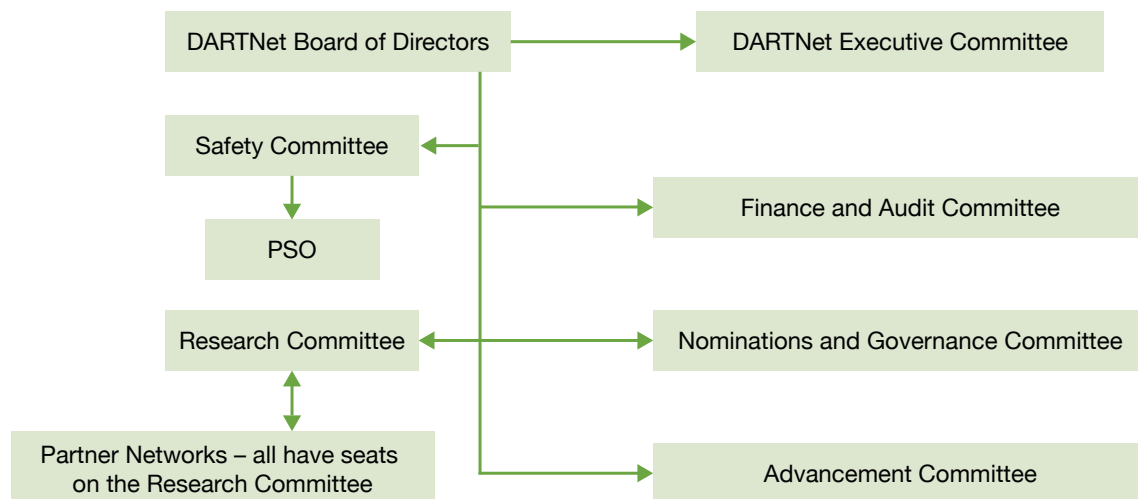 DARTNet Board of Directors
DARTNet Executive Committee
Safety Committee
Finance and Audit Committee
PSO
Research Committee
Nominations and Governance Committee
Partner Networks – all have seats
on the Research Committee
Advancement Committee